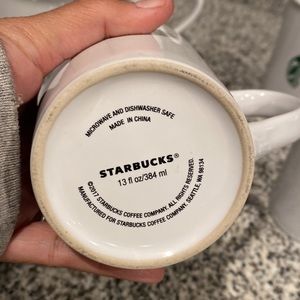 MICROWAVE AND DISHWASHER SAFE
MADE IN CHINA
STARBUCKS®
13 fl oz/384 ml
©2017 STARBUCKS COFFEE COMPANY. ALL RIGHTS RESERVED.
MANUFACTURED FOR STARBUCKS COFFEE COMPANY, SEATTLE, WA 98134